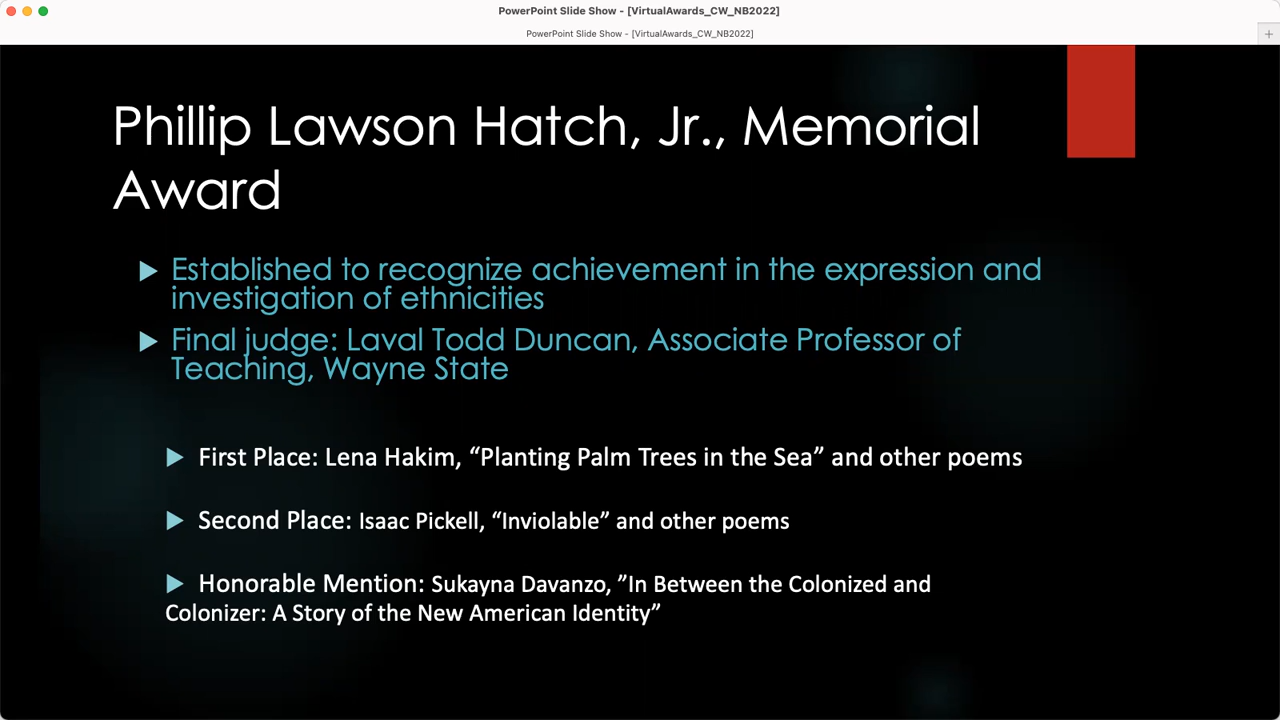 PowerPoint Slide Show - [VirtualAwards_CW_NB2022]
PowerPoint Slide Show - [VirtualAwards_CW_NB2022]
Phillip Lawson Hatch, Jr., Memorial
Award
Established to recognize achievement in the expression and
investigation of ethnicities
Final judge: Laval Todd Duncan, Associate Professor of
Teaching, Wayne State
First Place: Lena Hakim, “Planting Palm Trees in the Sea” and other poems
Second Place: Isaac Pickell, “Inviolable” and other poems
Honorable Mention: Sukayna Davanzo, ”In Between the Colonized and
Colonizer: A Story of the New American Identity”